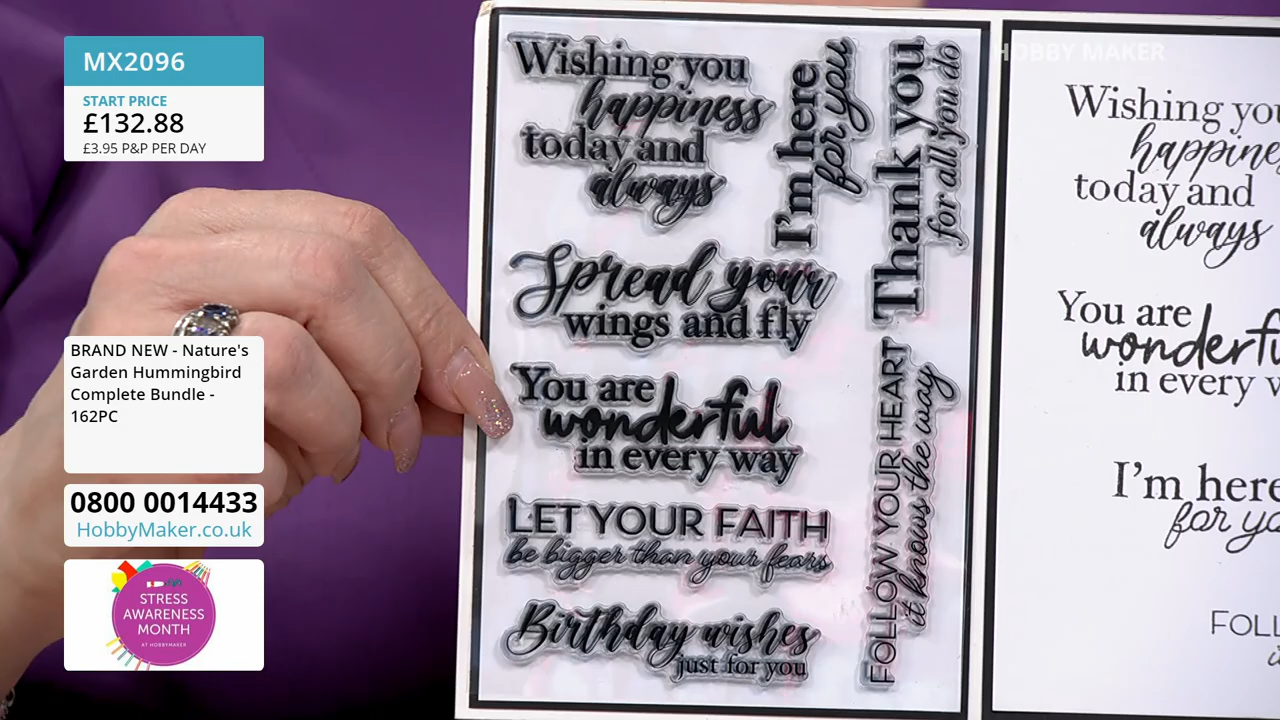 MX2096
START PRICE
£132.88
£3.95 P&P PER DAY
BRAND NEW - Nature's
Garden Hummingbird
Complete Bundle -
162PC
0800 0014433
HobbyMaker.co.uk
STRESS
AWARENESS
MONTH
AT HOBBYMAKER
HOBBY MAKER
Wishing you
happiness
today and
always
I'm here
for you
Thank you
for all you do
Spread your
wings and fly
You are
wonderful
in every way
LET YOUR FAITH
be bigger than your fears
Birthday wishes
just for you
FOLLOW YOUR HEART
it knows the way
Wishing you
happines
today and
always
You are
wonderfu
in every w
I'm here
for yo
FOLL